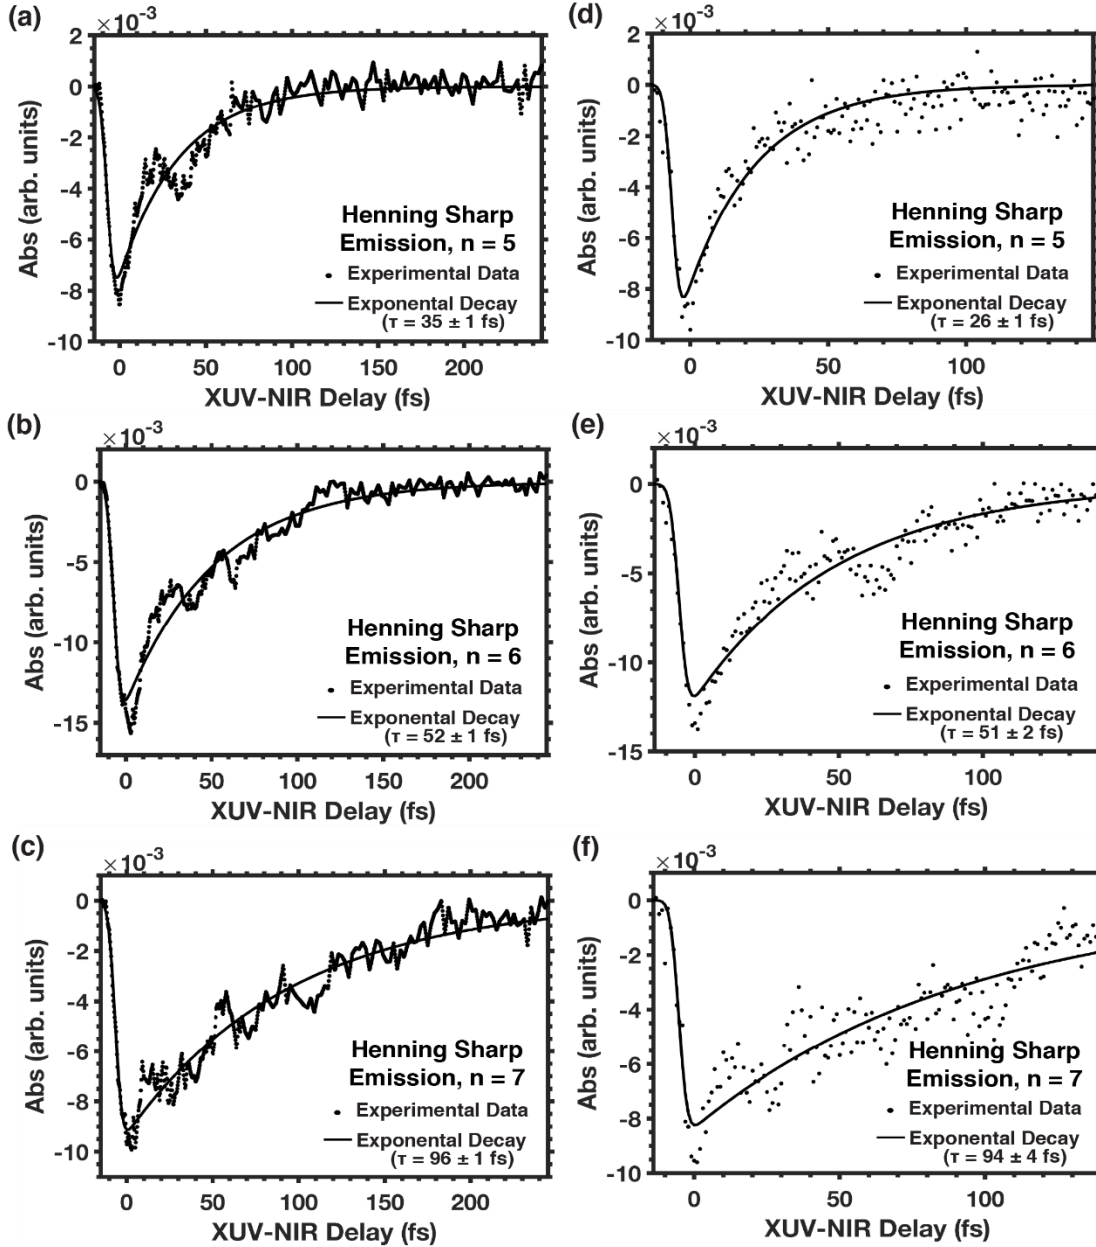 (a)
×10⁻³
2
0
-2
-4
-6
-8
-10
Abs (arb. units)
Henning Sharp
Emission, n = 5
Experimental Data
Exponental Decay
(τ = 35 ± 1 fs)
0 50 100 150 200
XUV-NIR Delay (fs)
(d)
×10⁻³
2
0
-2
-4
-6
-8
-10
Abs (arb. units)
Henning Sharp
Emission, n = 5
Experimental Data
Exponental Decay
(τ = 26 ± 1 fs)
0 50 100
XUV-NIR Delay (fs)
(b)
×10⁻³
0
-5
-10
-15
Abs (arb. units)
Henning Sharp
Emission, n = 6
Experimental Data
Exponental Decay
(τ = 52 ± 1 fs)
0 50 100 150 200
XUV-NIR Delay (fs)
(e)
×10⁻³
0
-5
-10
-15
Abs (arb. units)
Henning Sharp
Emission, n = 6
Experimental Data
Exponental Decay
(τ = 51 ± 2 fs)
0 50 100
XUV-NIR Delay (fs)
(c)
×10⁻³
0
-2
-4
-6
-8
-10
Abs (arb. units)
Henning Sharp
Emission, n = 7
Experimental Data
Exponental Decay
(τ = 96 ± 1 fs)
0 50 100 150 200
XUV-NIR Delay (fs)
(f)
×10⁻³
0
-2
-4
-6
-8
-10
Abs (arb. units)
Henning Sharp
Emission, n = 7
Experimental Data
Exponental Decay
(τ = 94 ± 4 fs)
0 50 100
XUV-NIR Delay (fs)